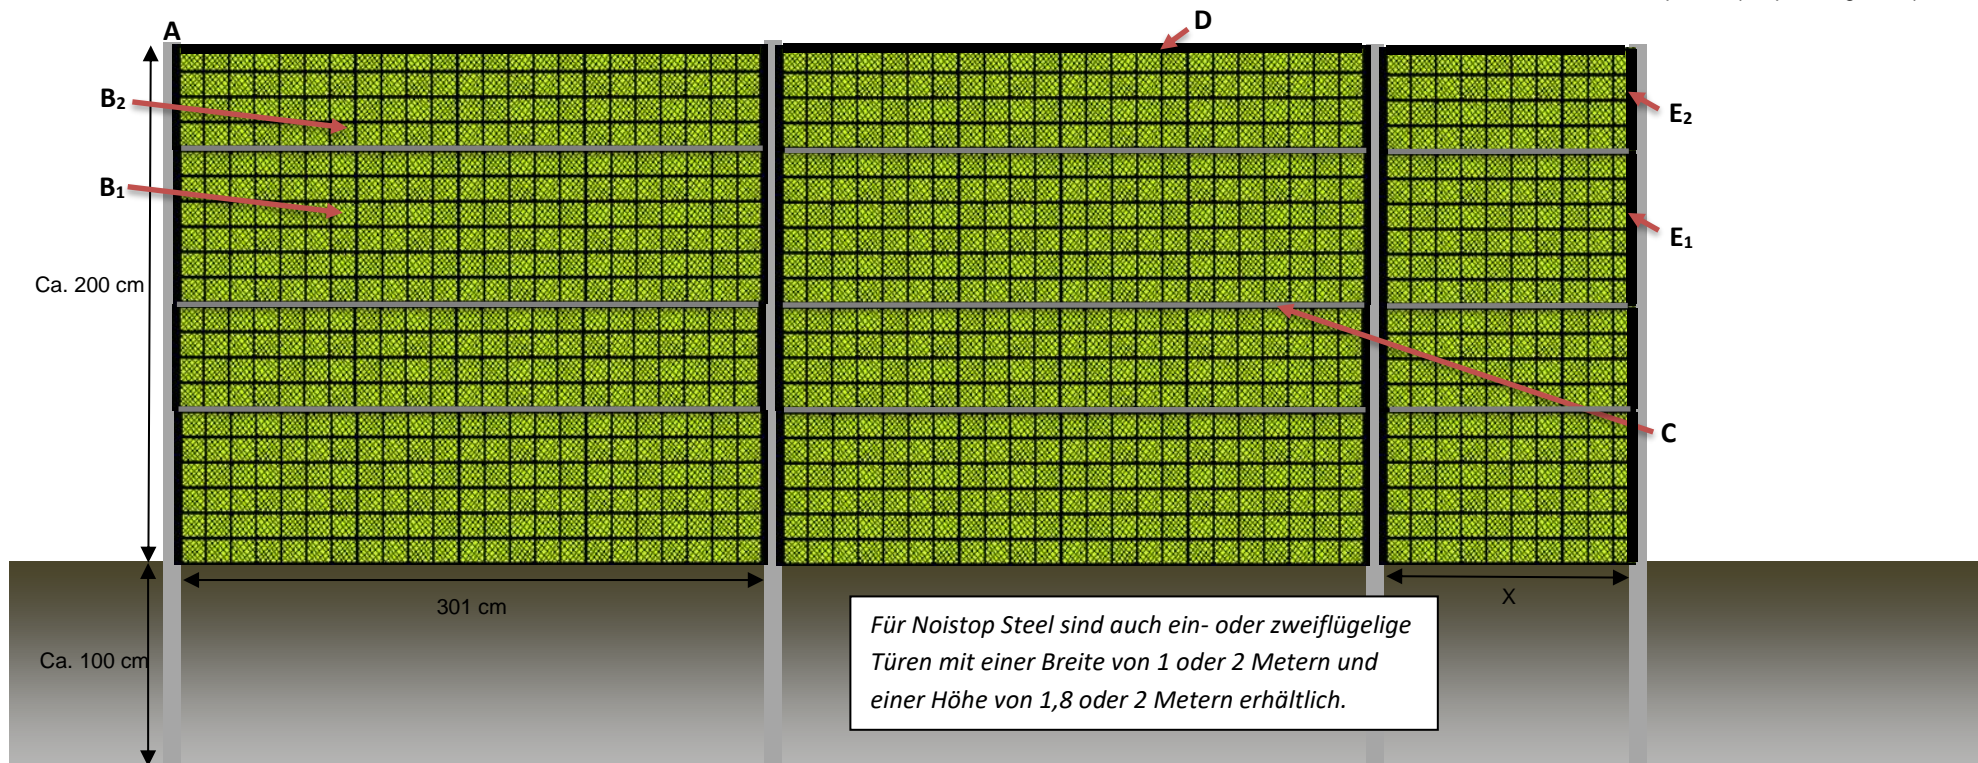 A
D
B₂
E₂
B₁
E₁
Ca. 200 cm
C
301 cm
X
Ca. 100 cm
Für Noistop Steel sind auch ein- oder zweiflügelige
Türen mit einer Breite von 1 oder 2 Metern und
einer Höhe von 1,8 oder 2 Metern erhältlich.